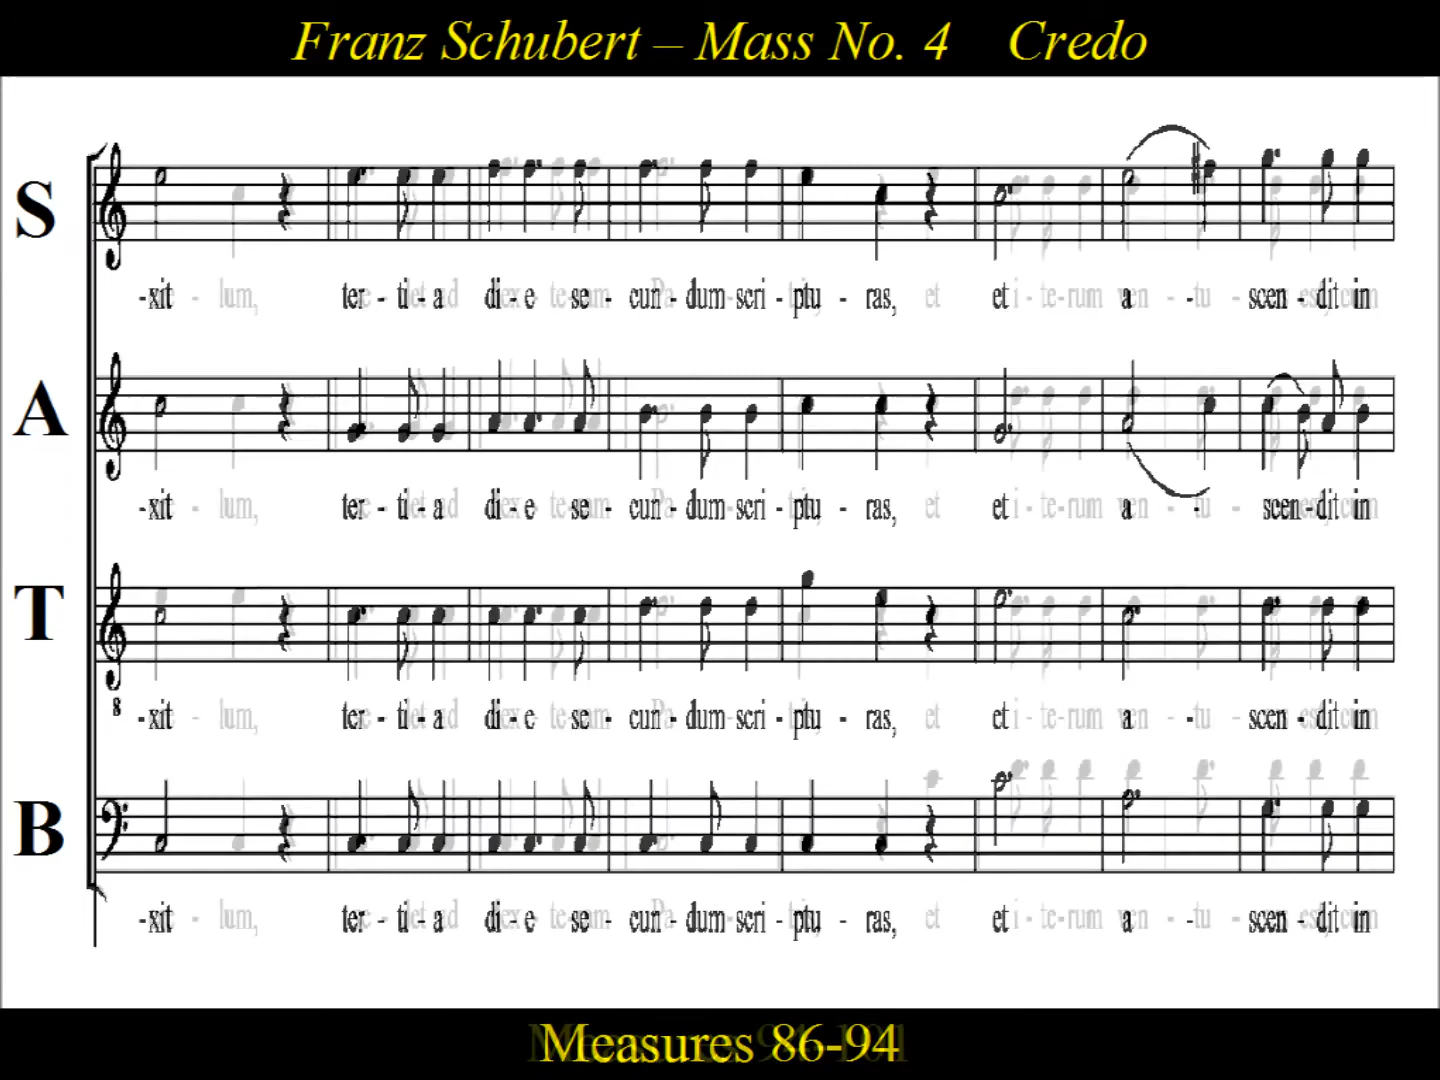 Franz Schubert – Mass No. 4 Credo
S
-xit ter - ti - a di - e se - cun - dum scri - ptu - ras, et a - scen - dit in
A
-xit ter - ti - a di - e se - cun - dum scri - ptu - ras, et a - scen - dit in
T
8
-xit ter - ti - a di - e se - cun - dum scri - ptu - ras, et a - scen - dit in
B
-xit ter - ti - a di - e se - cun - dum scri - ptu - ras, et a - scen - dit in
Measures 86-94